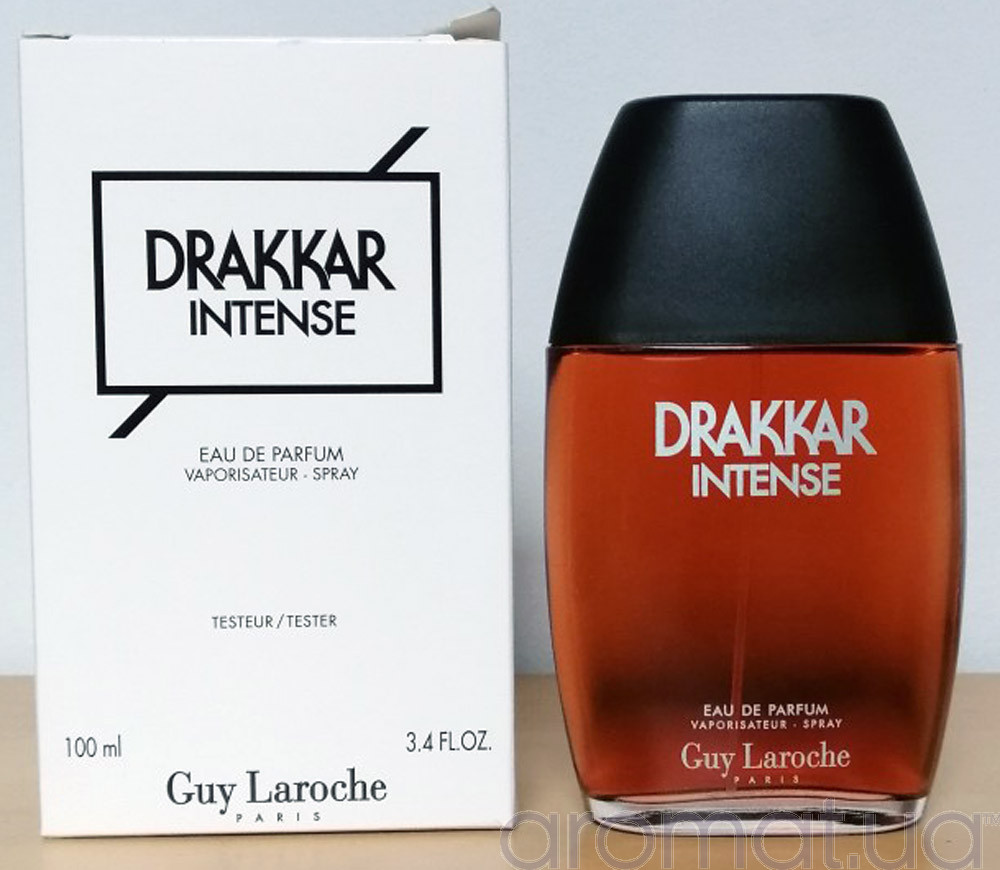 DRAKKAR
INTENSE
EAU DE PARFUM
VAPORISATEUR - SPRAY
TESTEUR / TESTER
100 ml
3.4 FL.OZ.
Guy Laroche
PARIS
DRAKKAR
INTENSE
EAU DE PARFUM
VAPORISATEUR - SPRAY
Guy Laroche
PARIS
aromat.ua™